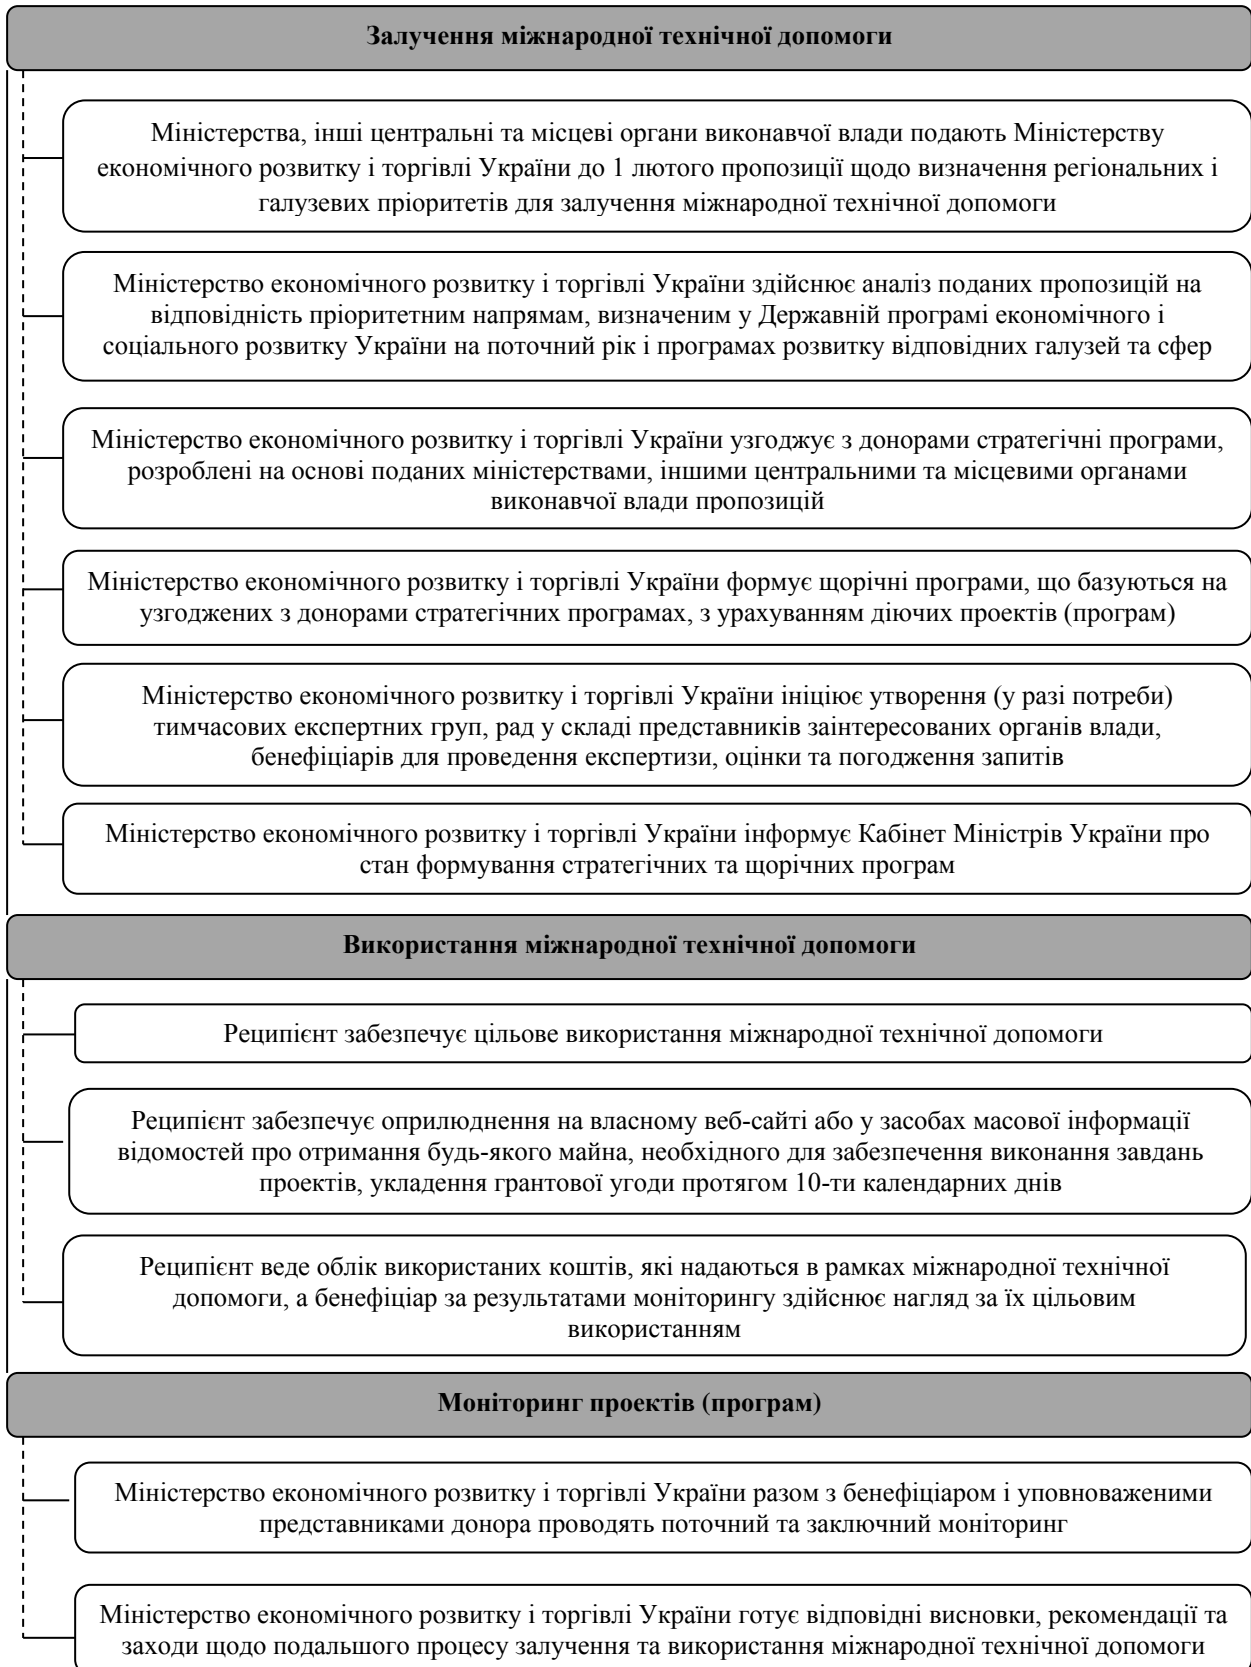 Залучення міжнародної технічної допомоги
Міністерства, інші центральні та місцеві органи виконавчої влади подають Міністерству
економічного розвитку і торгівлі України до 1 лютого пропозиції щодо визначення регіональних і
галузевих пріоритетів для залучення міжнародної технічної допомоги
Міністерство економічного розвитку і торгівлі України здійснює аналіз поданих пропозицій на
відповідність пріоритетним напрямам, визначеним у Державній програмі економічного і
соціального розвитку України на поточний рік і програмах розвитку відповідних галузей та сфер
Міністерство економічного розвитку і торгівлі України узгоджує з донорами стратегічні програми,
розроблені на основі поданих міністерствами, іншими центральними та місцевими органами
виконавчої влади пропозицій
Міністерство економічного розвитку і торгівлі України формує щорічні програми, що базуються на
узгоджених з донорами стратегічних програмах, з урахуванням діючих проектів (програм)
Міністерство економічного розвитку і торгівлі України ініціює утворення (у разі потреби)
тимчасових експертних груп, рад у складі представників заінтересованих органів влади,
бенефіціарів для проведення експертизи, оцінки та погодження запитів
Міністерство економічного розвитку і торгівлі України інформує Кабінет Міністрів України про
стан формування стратегічних та щорічних програм
Використання міжнародної технічної допомоги
Реципієнт забезпечує цільове використання міжнародної технічної допомоги
Реципієнт забезпечує оприлюднення на власному веб-сайті або у засобах масової інформації
відомостей про отримання будь-якого майна, необхідного для забезпечення виконання завдань
проектів, укладення грантової угоди протягом 10-ти календарних днів
Реципієнт веде облік використаних коштів, які надаються в рамках міжнародної технічної
допомоги, а бенефіціар за результатами моніторингу здійснює нагляд за їх цільовим
використанням
Моніторинг проектів (програм)
Міністерство економічного розвитку і торгівлі України разом з бенефіціаром і уповноваженими
представниками донора проводять поточний та заключний моніторинг
Міністерство економічного розвитку і торгівлі України готує відповідні висновки, рекомендації та
заходи щодо подальшого процесу залучення та використання міжнародної технічної допомоги